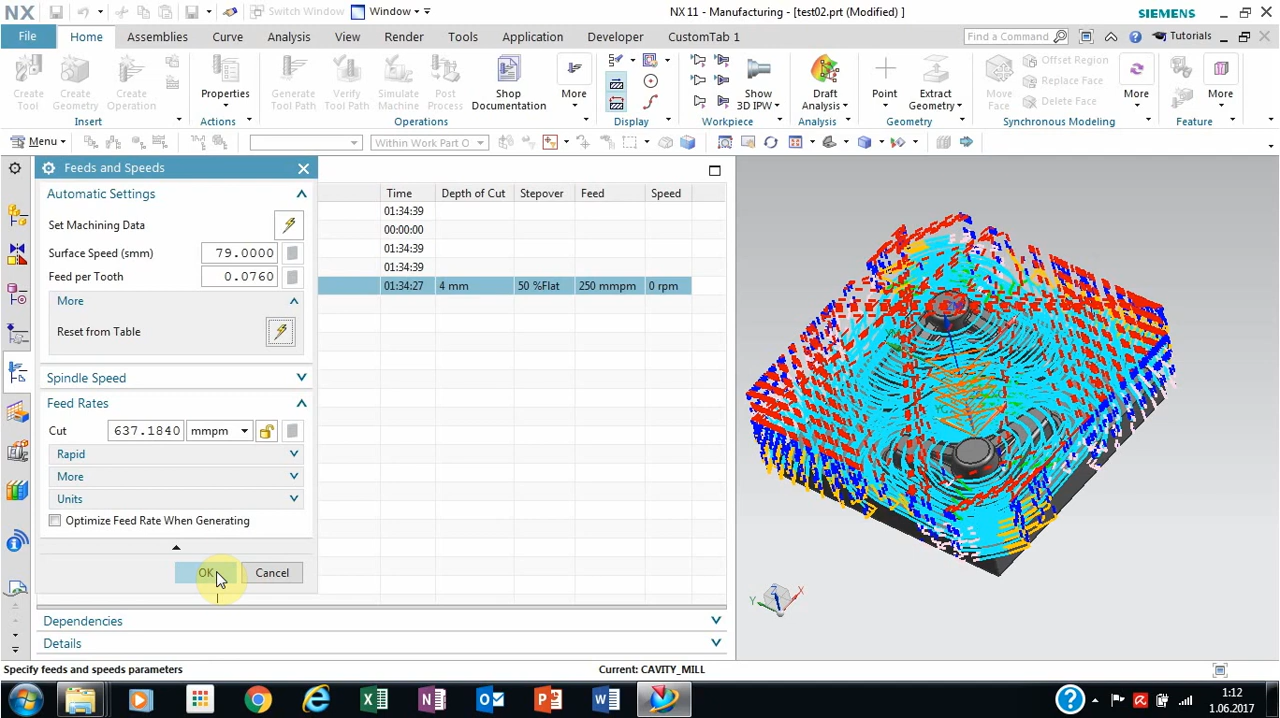 NX
Switch Window
Window
NX 11 - Manufacturing - [test02.prt (Modified) ]
SIEMENS
File
Home
Assemblies
Curve
Analysis
View
Render
Tools
Application
Developer
CustomTab 1
Find a Command
Tutorials
Create Tool
Create Geometry
Create Operation
Properties
Generate Tool Path
Verify Tool Path
Simulate Machine
Post Process
Shop Documentation
More
Show 3D IPW
Draft Analysis
Point
Extract Geometry
Move Face
Offset Region
Replace Face
Delete Face
More
More
Insert
Actions
Operations
Display
Workpiece
Analysis
Geometry
Synchronous Modeling
Feature
Menu
Within Work Part O
Feeds and Speeds
Automatic Settings
Set Machining Data
Surface Speed (smm) 79.0000
Feed per Tooth 0.0760
More
Reset from Table
Spindle Speed
Feed Rates
Cut 637.1840 mmpm
Rapid
More
Units
Optimize Feed Rate When Generating
OK Cancel
Time Depth of Cut Stepover Feed Speed
01:34:39
00:00:00
01:34:39
01:34:39
01:34:27 4 mm 50 %Flat 250 mmpm 0 rpm
Dependencies
Details
Z
Y
X
Specify feeds and speeds parameters
Current: CAVITY_MILL
1:12
1.06.2017